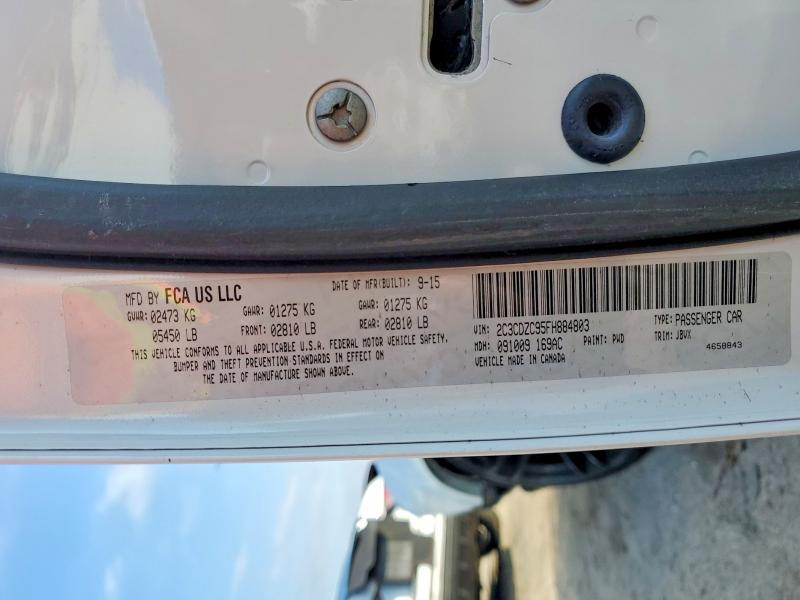 MFD BY FCA US LLC
DATE OF MFR(BUILT): 9-15
GVWR: 02473 KG GAWR: 01275 KG GAWR: 01275 KG
05450 LB FRONT: 02810 LB REAR: 02810 LB
THIS VEHICLE CONFORMS TO ALL APPLICABLE U.S.A. FEDERAL MOTOR VEHICLE SAFETY,
BUMPER AND THEFT PREVENTION STANDARDS IN EFFECT ON
THE DATE OF MANUFACTURE SHOWN ABOVE.
VIN: 2C3CDZC95FH884803 TYPE: PASSENGER CAR
MDH: 091009 169AC PAINT: PWD TRIM: JBVX
VEHICLE MADE IN CANADA 4658843